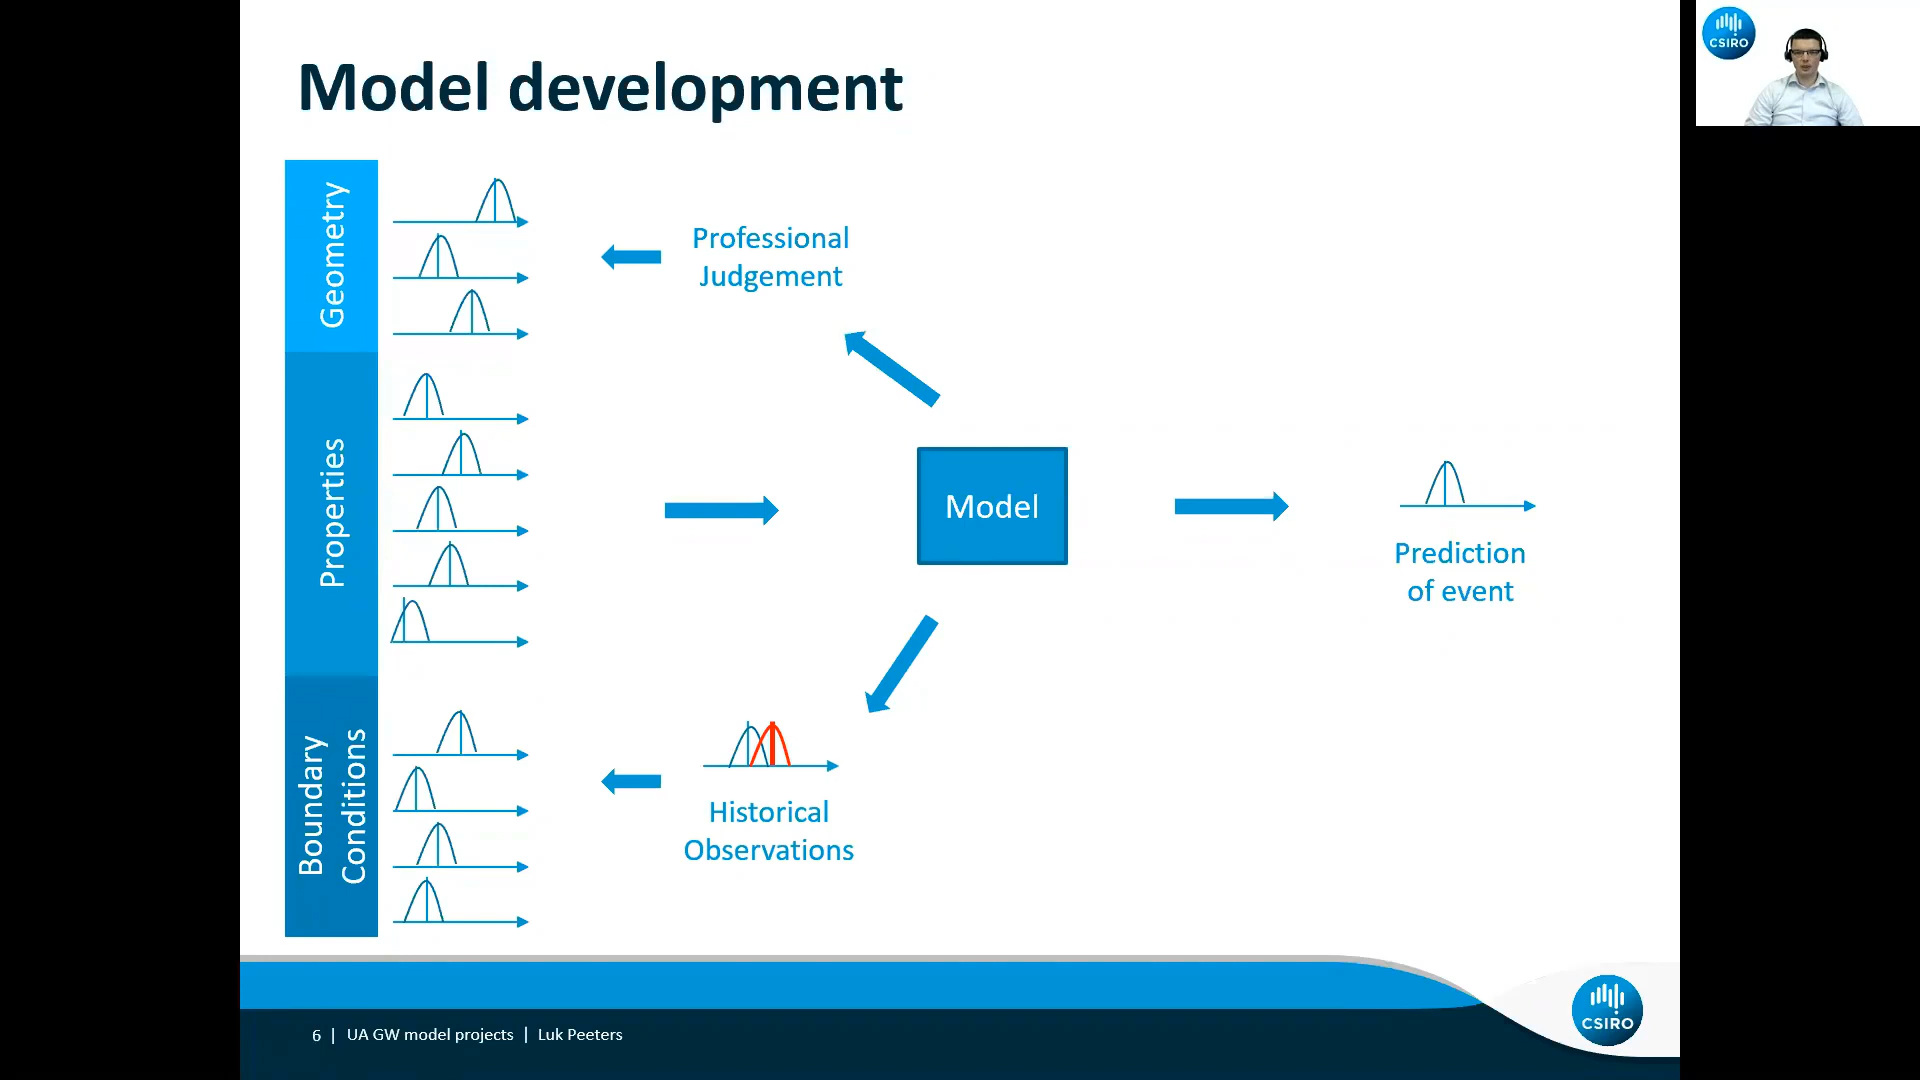 Model development
CSIRO
Geometry
Professional
Judgement
Properties
Model
Prediction
of event
Boundary
Conditions
Historical
Observations
CSIRO
6 | UA GW model projects | Luk Peeters